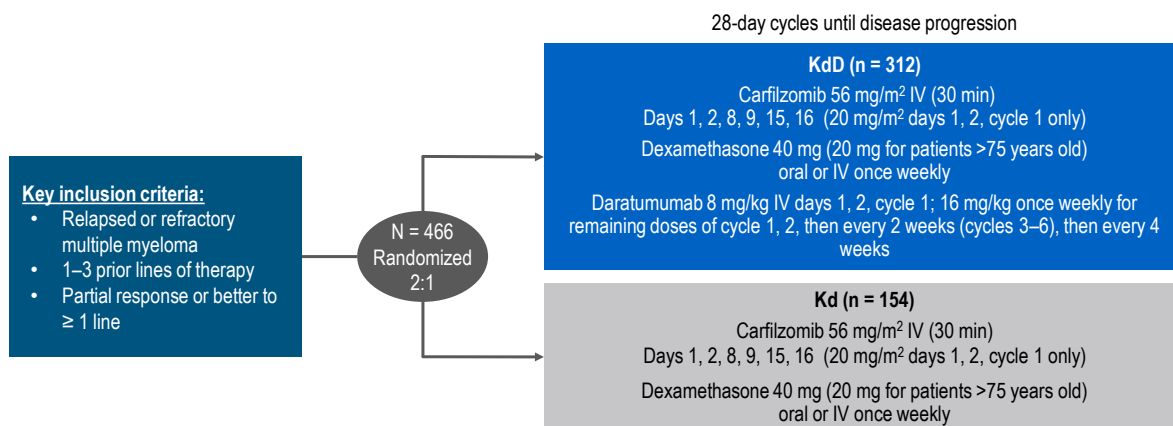 28-day cycles until disease progression
Key inclusion criteria:
• Relapsed or refractory
multiple myeloma
• 1–3 prior lines of therapy
• Partial response or better to
≥ 1 line
N = 466
Randomized
2:1
KdD (n = 312)
Carfilzomib 56 mg/m² IV (30 min)
Days 1, 2, 8, 9, 15, 16 (20 mg/m² days 1, 2, cycle 1 only)
Dexamethasone 40 mg (20 mg for patients >75 years old)
oral or IV once weekly
Daratumumab 8 mg/kg IV days 1, 2, cycle 1; 16 mg/kg once weekly for
remaining doses of cycle 1, 2, then every 2 weeks (cycles 3–6), then every 4
weeks
Kd (n = 154)
Carfilzomib 56 mg/m² IV (30 min)
Days 1, 2, 8, 9, 15, 16 (20 mg/m² days 1, 2, cycle 1 only)
Dexamethasone 40 mg (20 mg for patients >75 years old)
oral or IV once weekly